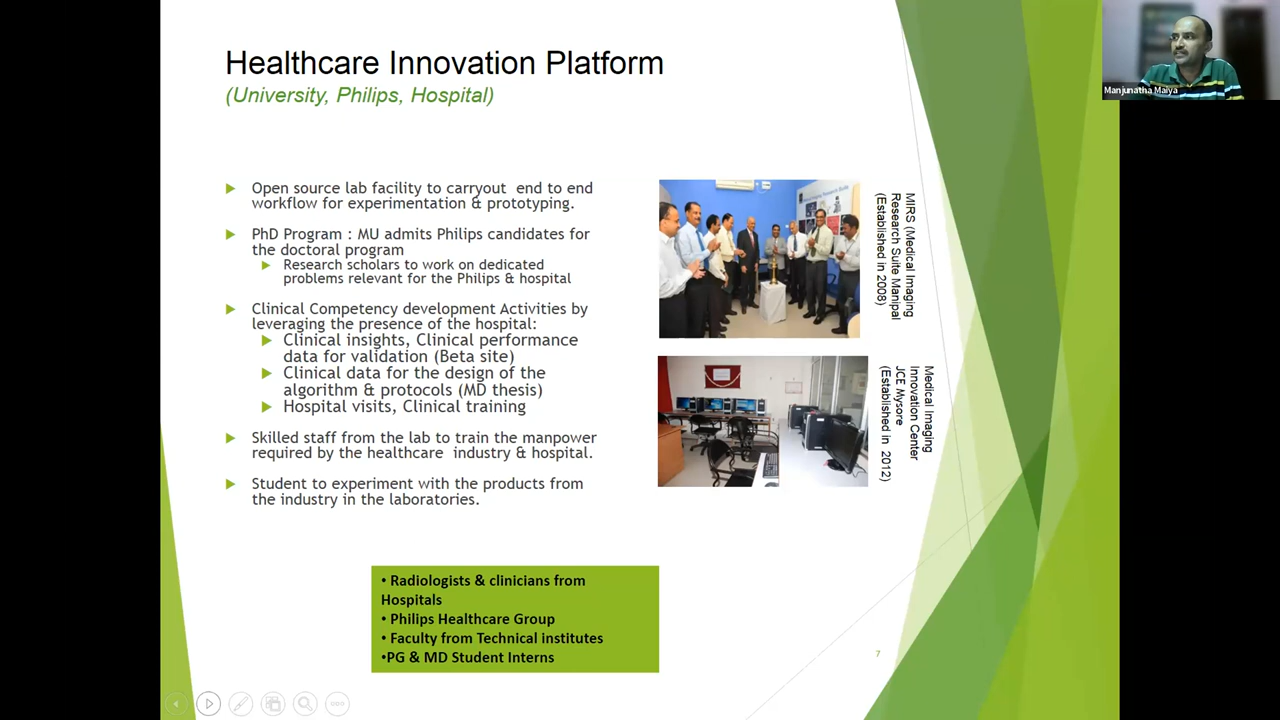 Healthcare Innovation Platform
(University, Philips, Hospital)
Open source lab facility to carryout end to end
workflow for experimentation & prototyping.
PhD Program : MU admits Philips candidates for
the doctoral program
Research scholars to work on dedicated
problems relevant for the Philips & hospital
Clinical Competency development Activities by
leveraging the presence of the hospital:
Clinical insights, Clinical performance
data for validation (Beta site)
Clinical data for the design of the
algorithm & protocols (MD thesis)
Hospital visits, Clinical training
Skilled staff from the lab to train the manpower
required by the healthcare industry & hospital.
Student to experiment with the products from
the industry in the laboratories.
MIRS (Medical Imaging
Research Suite Manipal
(Established in 2008)
Medical Imaging
Innovation Center
JCE Mysore
(Established in 2012)
• Radiologists & clinicians from
Hospitals
• Philips Healthcare Group
• Faculty from Technical institutes
•PG & MD Student Interns
7
Manjunatha Maiya